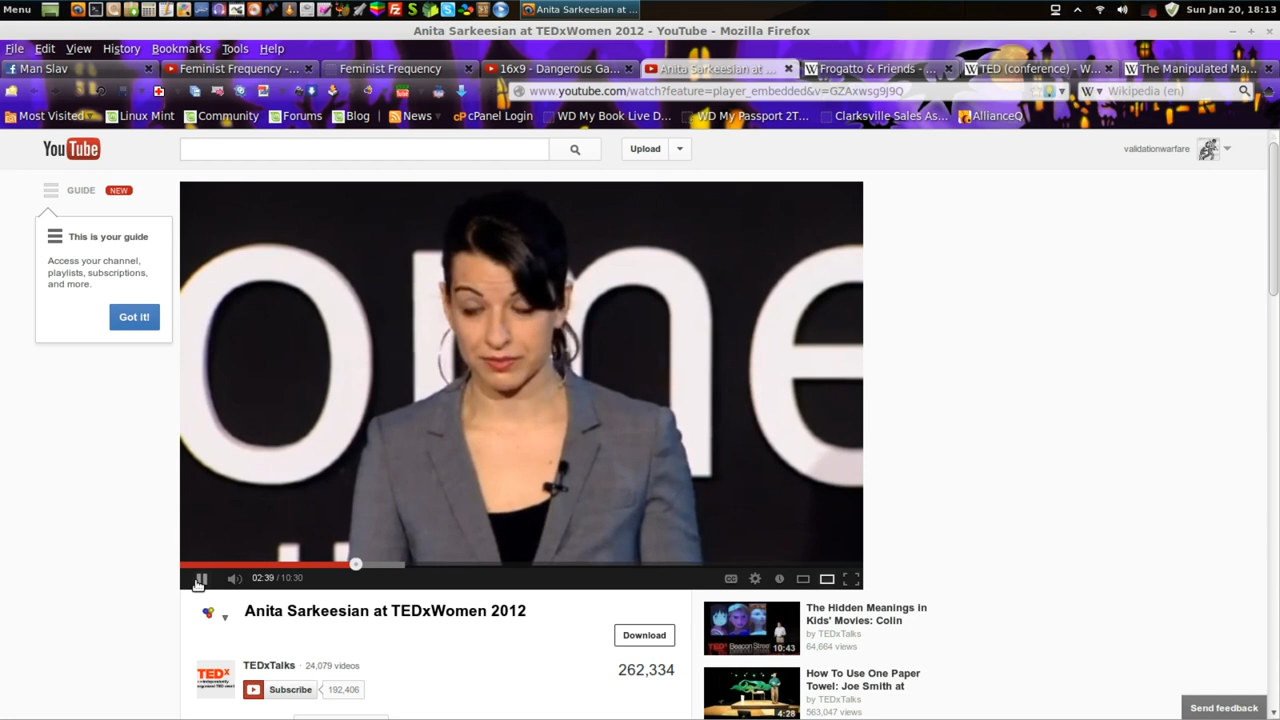 Menu Anita Sarkeesian at ... Sun Jan 20, 18:13
Anita Sarkeesian at TEDxWomen 2012 - YouTube - Mozilla Firefox
File Edit View History Bookmarks Tools Help
Man Slav Feminist Frequency -... Feminist Frequency 16x9 - Dangerous Ga... Anita Sarkeesian at ... Frogatto & Friends - ... TED (conference) - W... The Manipulated Ma...
www.youtube.com/watch?feature=player_embedded&v=GZAxwsg9J9Q Wikipedia (en)
Most Visited Linux Mint Community Forums Blog News cPanel Login WD My Book Live D... WD My Passport 2T... Clarksville Sales As... AllianceQ
YouTube Upload validationwarfare
GUIDE NEW
This is your guide
Access your channel,
playlists, subscriptions,
and more.
Got it!
ome
02:39 / 10:30
Anita Sarkeesian at TEDxWomen 2012
Download
TEDx
TEDxTalks · 24,079 videos
Subscribe 192,406
262,334
The Hidden Meanings in
Kids' Movies: Colin
by TEDxTalks
64,664 views
10:43
How To Use One Paper
Towel: Joe Smith at
by TEDxTalks
563,047 views
4:28
Send feedback